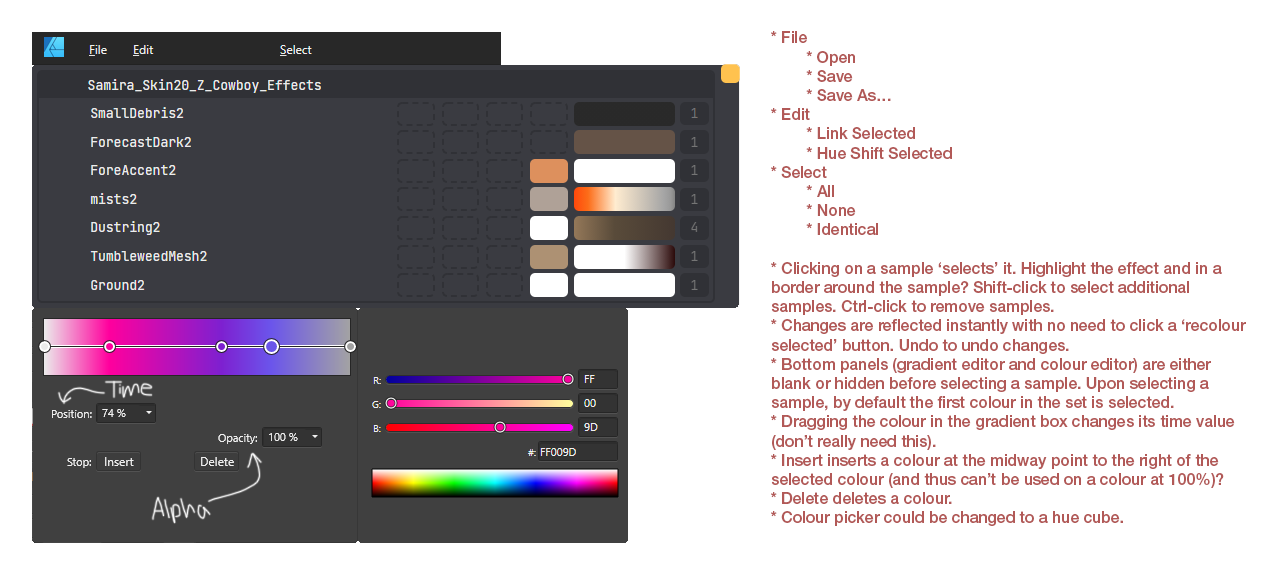 File Edit Select
Samira_Skin20_Z_Cowboy_Effects
SmallDebris2 1
ForecastDark2 1
ForeAccent2 1
mists2 1
Dustring2 4
TumbleweedMesh2 1
Ground2 1
Time
Position: 74 %
Opacity: 100 %
Stop: Insert Delete
Alpha
R: FF
G: 00
B: 9D
#: FF009D
* File
* Open
* Save
* Save As...
* Edit
* Link Selected
* Hue Shift Selected
* Select
* All
* None
* Identical
* Clicking on a sample ‘selects’ it. Highlight the effect and in a
border around the sample? Shift-click to select additional
samples. Ctrl-click to remove samples.
* Changes are reflected instantly with no need to click a ‘recolour
selected’ button. Undo to undo changes.
* Bottom panels (gradient editor and colour editor) are either
blank or hidden before selecting a sample. Upon selecting a
sample, by default the first colour in the set is selected.
* Dragging the colour in the gradient box changes its time value
(don’t really need this).
* Insert inserts a colour at the midway point to the right of the
selected colour (and thus can’t be used on a colour at 100%)?
* Delete deletes a colour.
* Colour picker could be changed to a hue cube.